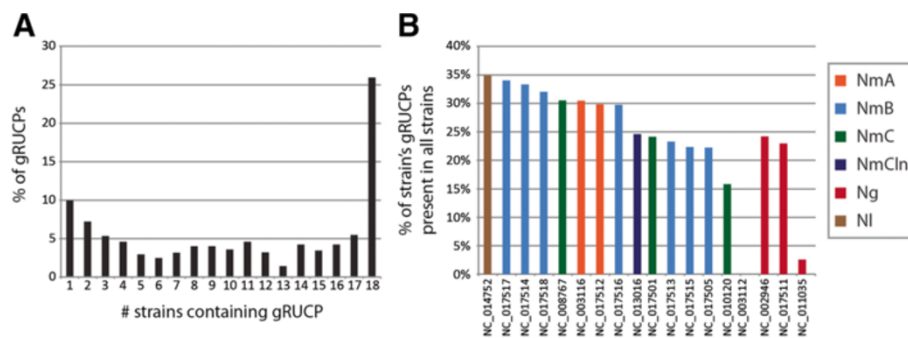 A
30
25
20
15
10
5
0
% of gRUCPs
1 2 3 4 5 6 7 8 9 10 11 12 13 14 15 16 17 18
# strains containing gRUCP
B
40%
35%
30%
25%
20%
15%
10%
5%
0%
% of strain's gRUCPs
present in all strains
NC_014752
NC_017517
NC_017514
NC_017518
NC_008767
NC_003116
NC_017512
NC_017516
NC_013016
NC_017501
NC_017513
NC_017515
NC_017505
NC_010120
NC_003112
NC_002946
NC_017511
NC_011035
NmA
NmB
NmC
NmCln
Ng
Nl